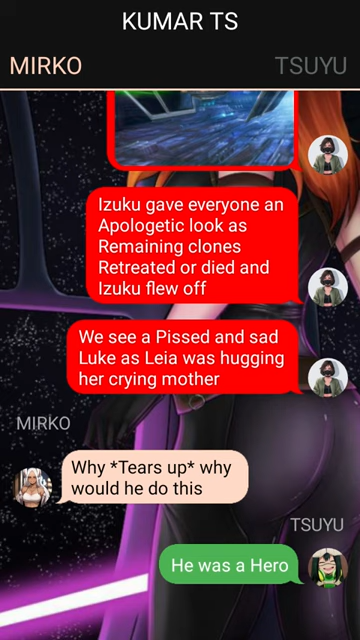 KUMAR TS
MIRKO
TSUYU
Izuku gave everyone an
Apologetic look as
Remaining clones
Retreated or died and
Izuku flew off
We see a Pissed and sad
Luke as Leia was hugging
her crying mother
MIRKO
Why *Tears up* why
would he do this
TSUYU
He was a Hero